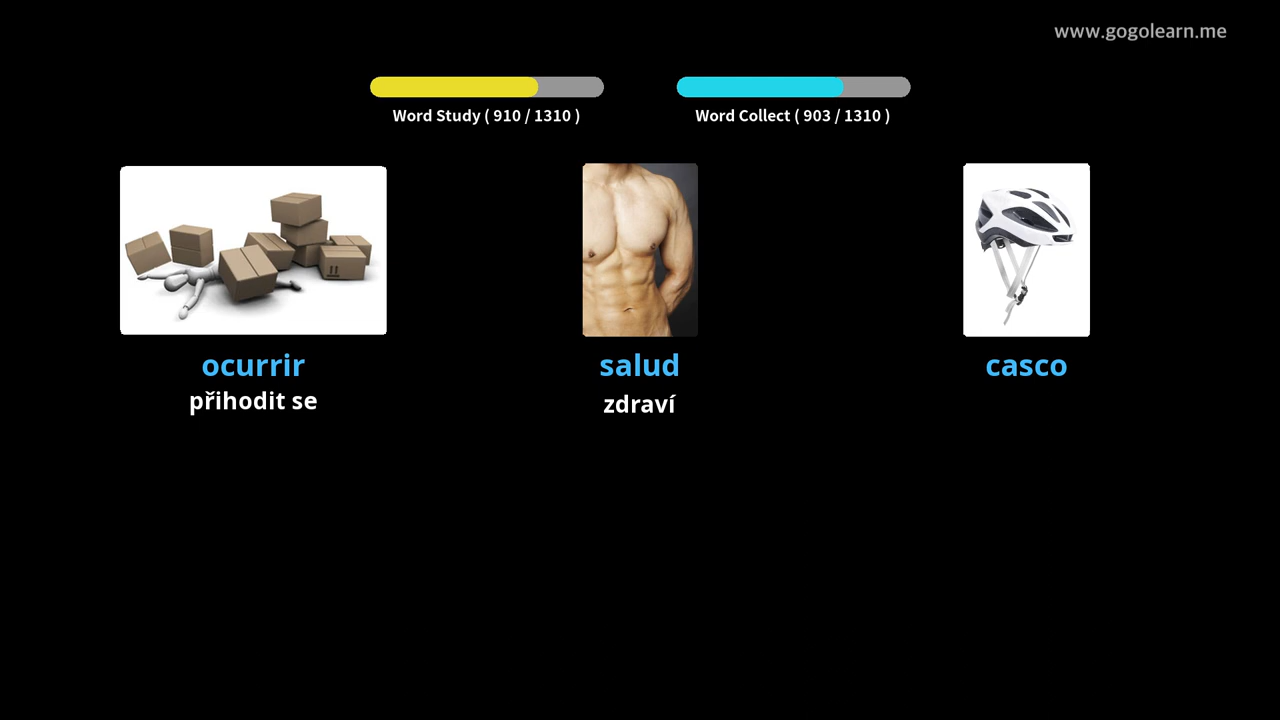 www.gogolearn.me
Word Study ( 910 / 1310 )
Word Collect ( 903 / 1310 )
ocurrir
přihodit se
salud
zdraví
casco